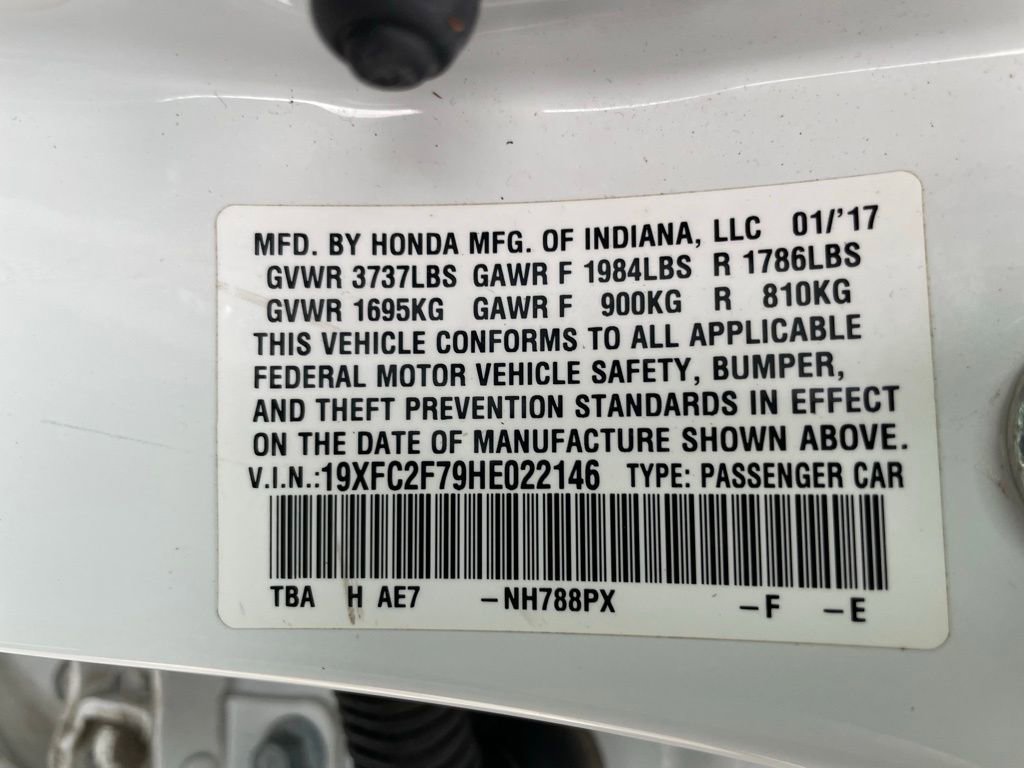 MFD. BY HONDA MFG. OF INDIANA, LLC 01/'17
GVWR 3737LBS GAWR F 1984LBS R 1786LBS
GVWR 1695KG GAWR F 900KG R 810KG
THIS VEHICLE CONFORMS TO ALL APPLICABLE
FEDERAL MOTOR VEHICLE SAFETY, BUMPER,
AND THEFT PREVENTION STANDARDS IN EFFECT
ON THE DATE OF MANUFACTURE SHOWN ABOVE.
V.I.N.:19XFC2F79HE022146 TYPE: PASSENGER CAR
TBA H AE7 –NH788PX –F –E